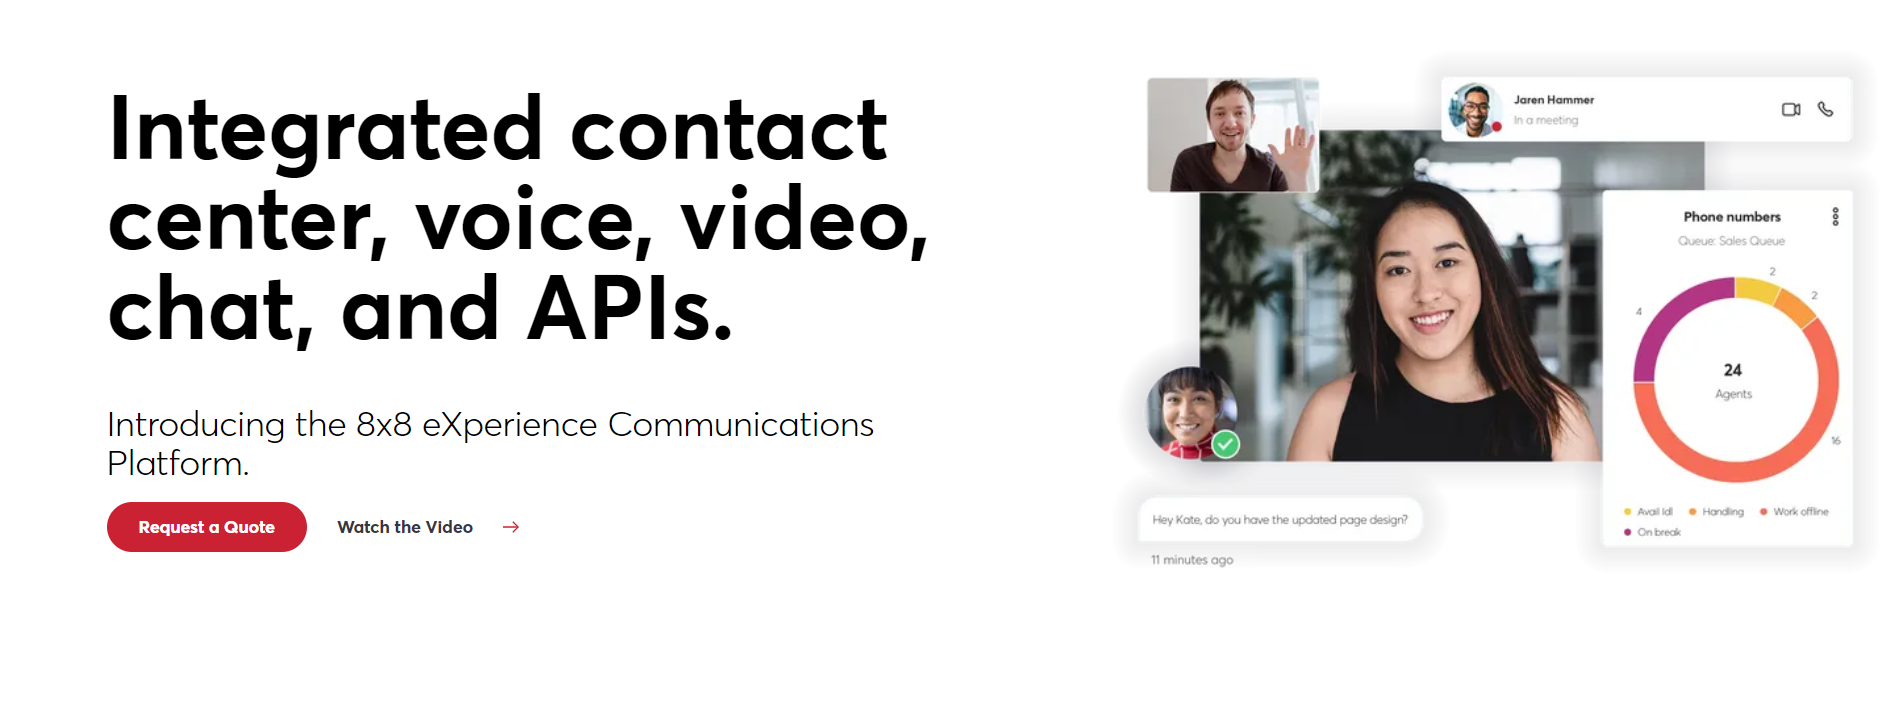 Integrated contact
center, voice, video,
chat, and APIs.
Introducing the 8x8 eXperience Communications
Platform.
Request a Quote
Watch the Video
Jaren Hammer
In a meeting
Phone numbers
Queue: Sales Queue
2
2
4
24
Agents
16
Avail Idl
Handling
Work offline
On break
Hey Kate, do you have the updated page design?
11 minutes ago